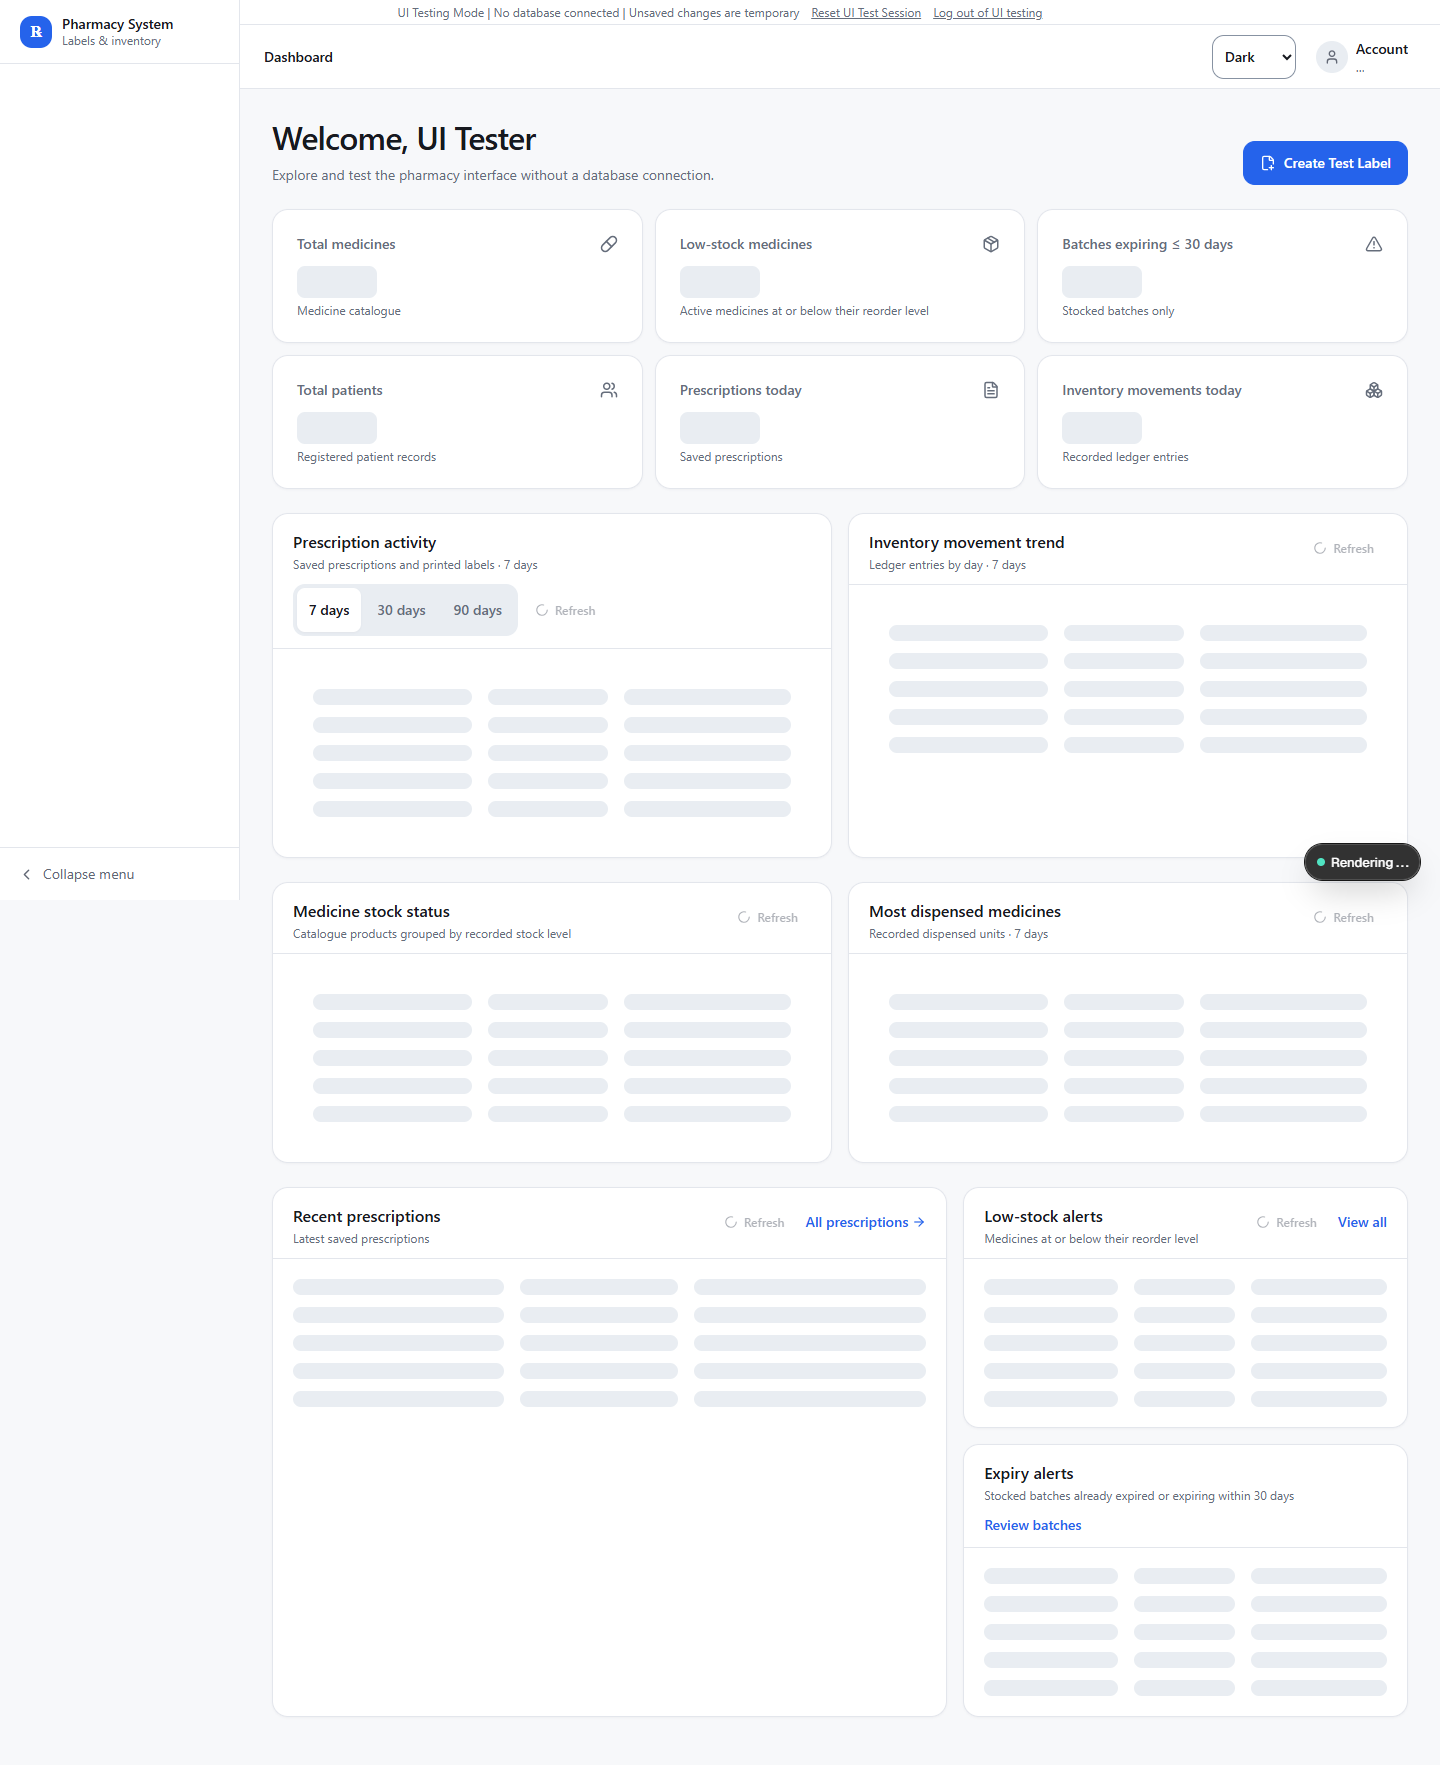 Pharmacy System
Labels & inventory
UI Testing Mode | No database connected | Unsaved changes are temporary Reset UI Test Session Log out of UI testing
Dashboard
Dark
Account
...
Welcome, UI Tester
Explore and test the pharmacy interface without a database connection.
Create Test Label
Total medicines
Medicine catalogue
Low-stock medicines
Active medicines at or below their reorder level
Batches expiring ≤ 30 days
Stocked batches only
Total patients
Registered patient records
Prescriptions today
Saved prescriptions
Inventory movements today
Recorded ledger entries
Prescription activity
Saved prescriptions and printed labels · 7 days
7 days 30 days 90 days Refresh
Inventory movement trend
Ledger entries by day · 7 days
Refresh
Rendering ...
Collapse menu
Medicine stock status
Catalogue products grouped by recorded stock level
Refresh
Most dispensed medicines
Recorded dispensed units · 7 days
Refresh
Recent prescriptions
Latest saved prescriptions
Refresh All prescriptions →
Low-stock alerts
Medicines at or below their reorder level
Refresh View all
Expiry alerts
Stocked batches already expired or expiring within 30 days
Review batches